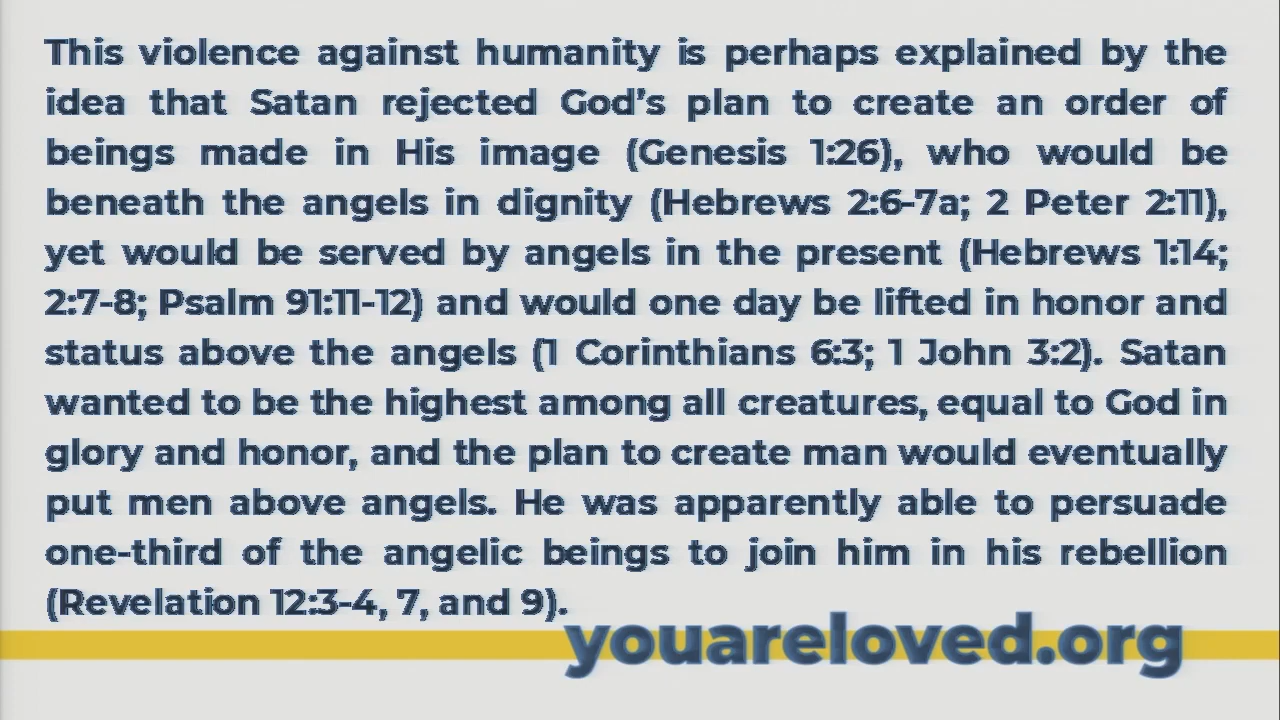 This violence against humanity is perhaps explained by the
idea that Satan rejected God’s plan to create an order of
beings made in His image (Genesis 1:26), who would be
beneath the angels in dignity (Hebrews 2:6-7a; 2 Peter 2:11),
yet would be served by angels in the present (Hebrews 1:14;
2:7-8; Psalm 91:11-12) and would one day be lifted in honor and
status above the angels (1 Corinthians 6:3; 1 John 3:2). Satan
wanted to be the highest among all creatures, equal to God in
glory and honor, and the plan to create man would eventually
put men above angels. He was apparently able to persuade
one-third of the angelic beings to join him in his rebellion
(Revelation 12:3-4, 7, and 9).
youareloved.org